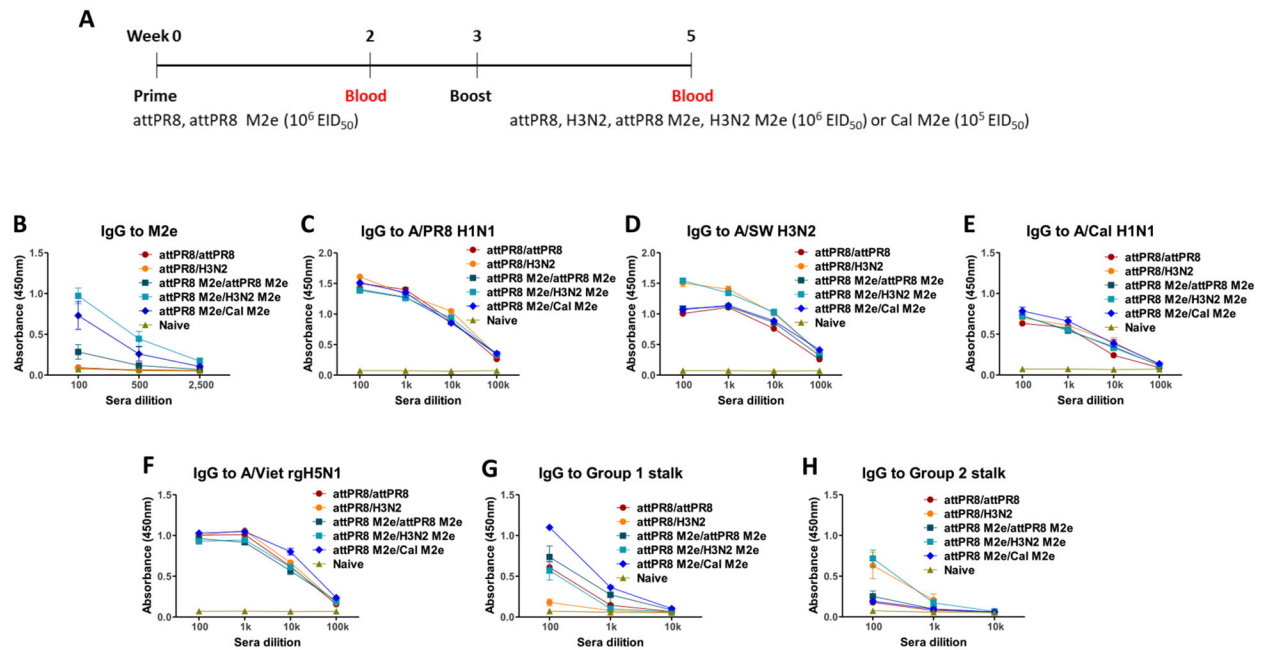 A
Week 0 2 3 5
Prime Blood Boost Blood
attPR8, attPR8 M2e (10⁶ EID₅₀) attPR8, H3N2, attPR8 M2e, H3N2 M2e (10⁶ EID₅₀) or Cal M2e (10⁵ EID₅₀)
B
IgG to M2e
Absorbance (450nm)
1.5
1.0
0.5
0.0
attPR8/attPR8
attPR8/H3N2
attPR8 M2e/attPR8 M2e
attPR8 M2e/H3N2 M2e
attPR8 M2e/Cal M2e
Naive
100 500 2,500
Sera dilution
C
IgG to A/PR8 H1N1
Absorbance (450nm)
2.0
1.5
1.0
0.5
0.0
attPR8/attPR8
attPR8/H3N2
attPR8 M2e/attPR8 M2e
attPR8 M2e/H3N2 M2e
attPR8 M2e/Cal M2e
Naive
100 1k 10k 100k
Sera dilution
D
IgG to A/SW H3N2
Absorbance (450nm)
2.0
1.5
1.0
0.5
0.0
attPR8/attPR8
attPR8/H3N2
attPR8 M2e/attPR8 M2e
attPR8 M2e/H3N2 M2e
attPR8 M2e/Cal M2e
Naive
100 1k 10k 100k
Sera dilution
E
IgG to A/Cal H1N1
Absorbance (450nm)
1.5
1.0
0.5
0.0
attPR8/attPR8
attPR8/H3N2
attPR8 M2e/attPR8 M2e
attPR8 M2e/H3N2 M2e
attPR8 M2e/Cal M2e
Naive
100 1k 10k 100k
Sera dilution
F
IgG to A/Viet rgH5N1
Absorbance (450nm)
1.5
1.0
0.5
0.0
attPR8/attPR8
attPR8/H3N2
attPR8 M2e/attPR8 M2e
attPR8 M2e/H3N2 M2e
attPR8 M2e/Cal M2e
Naive
100 1k 10k 100k
Sera dilution
G
IgG to Group 1 stalk
Absorbance (450nm)
1.5
1.0
0.5
0.0
attPR8/attPR8
attPR8/H3N2
attPR8 M2e/attPR8 M2e
attPR8 M2e/H3N2 M2e
attPR8 M2e/Cal M2e
Naive
100 1k 10k
Sera dilution
H
IgG to Group 2 stalk
Absorbance (450nm)
1.5
1.0
0.5
0.0
attPR8/attPR8
attPR8/H3N2
attPR8 M2e/attPR8 M2e
attPR8 M2e/H3N2 M2e
attPR8 M2e/Cal M2e
Naive
100 1k 10k
Sera dilution